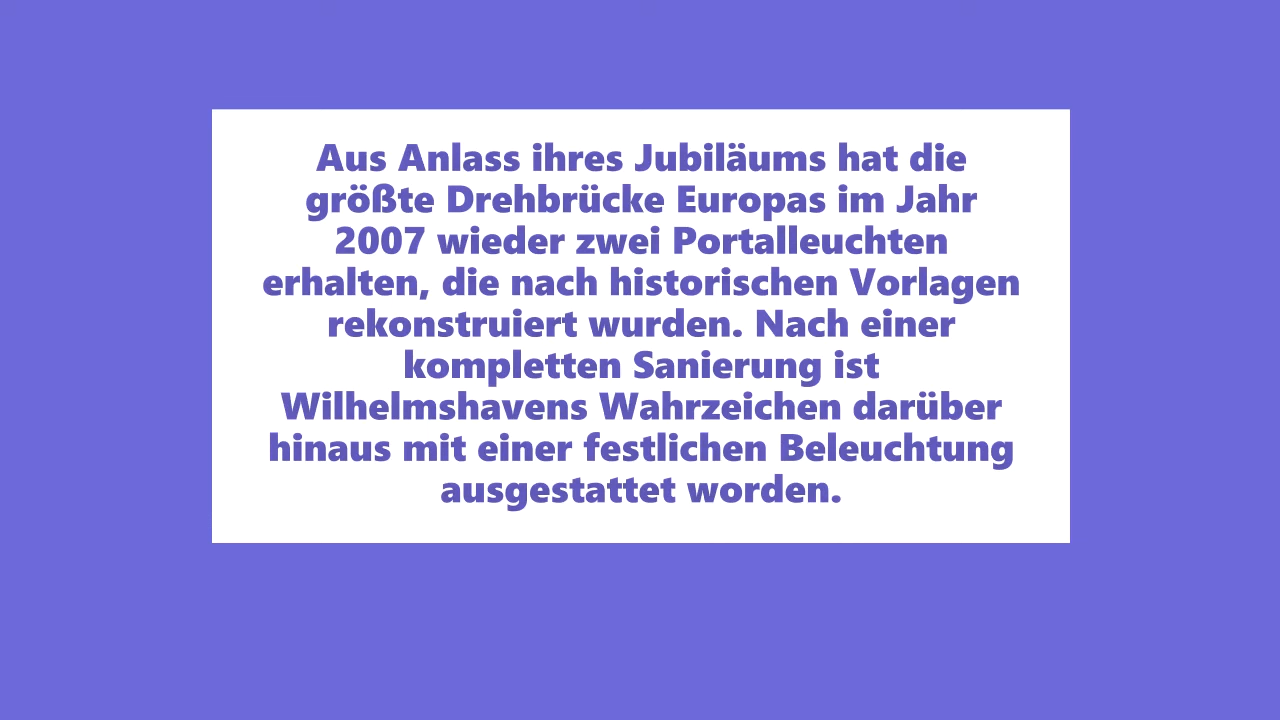 Aus Anlass ihres Jubiläums hat die
größte Drehbrücke Europas im Jahr
2007 wieder zwei Portalleuchten
erhalten, die nach historischen Vorlagen
rekonstruiert wurden. Nach einer
kompletten Sanierung ist
Wilhelmshavens Wahrzeichen darüber
hinaus mit einer festlichen Beleuchtung
ausgestattet worden.